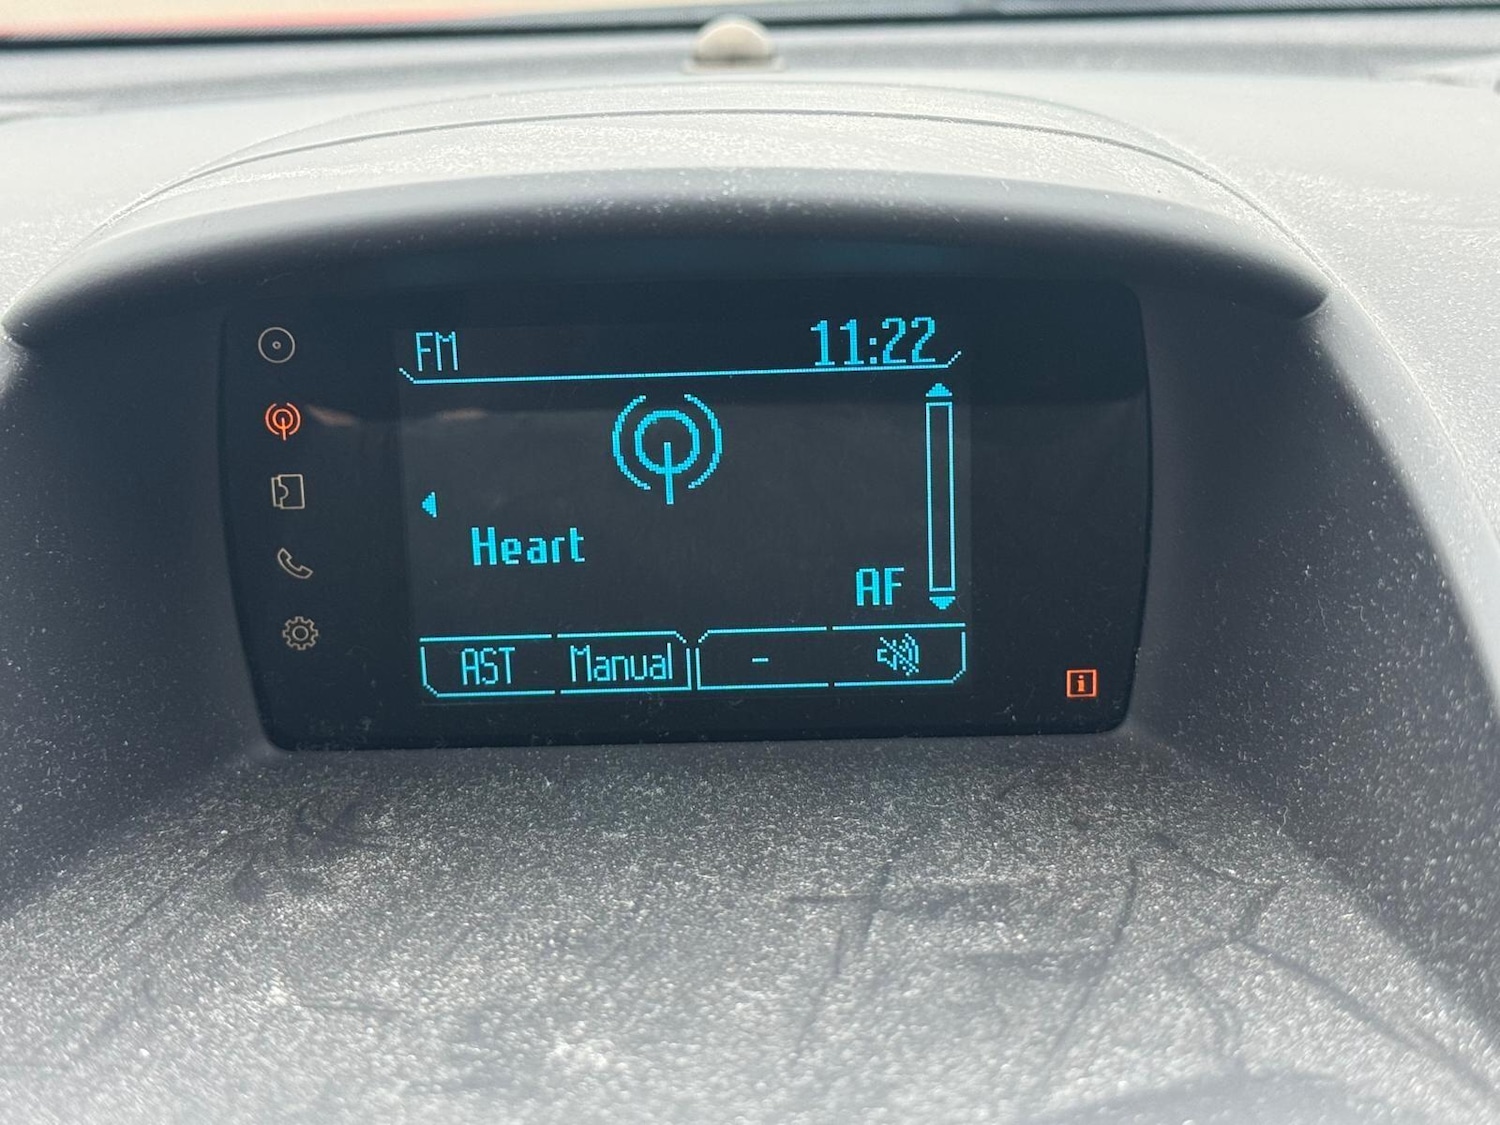 FM 11:22
Heart
AF
AST Manual -
i